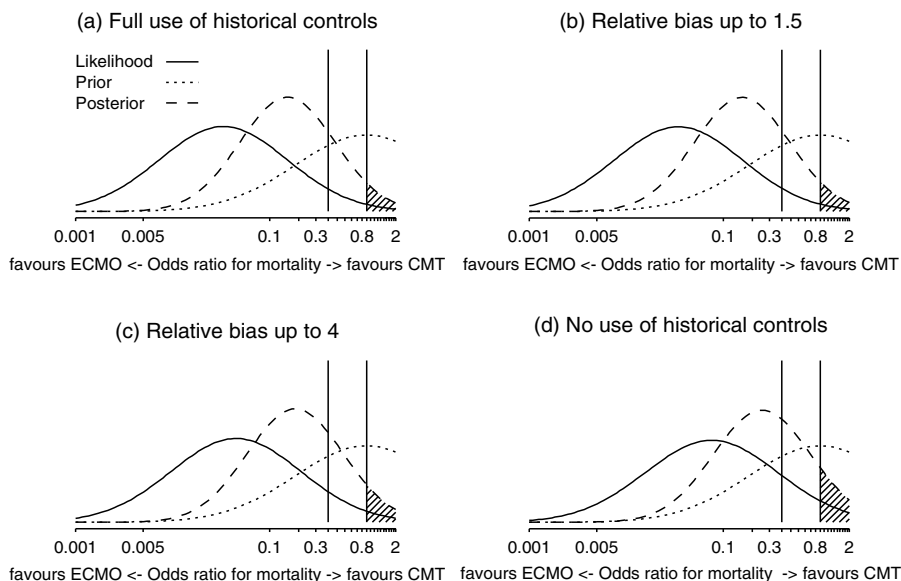 (a) Full use of historical controls
Likelihood
Prior
Posterior
0.001 0.005 0.1 0.3 0.8 2
favours ECMO <- Odds ratio for mortality -> favours CMT
(b) Relative bias up to 1.5
0.001 0.005 0.1 0.3 0.8 2
favours ECMO <- Odds ratio for mortality -> favours CMT
(c) Relative bias up to 4
0.001 0.005 0.1 0.3 0.8 2
favours ECMO <- Odds ratio for mortality -> favours CMT
(d) No use of historical controls
0.001 0.005 0.1 0.3 0.8 2
favours ECMO <- Odds ratio for mortality -> favours CMT